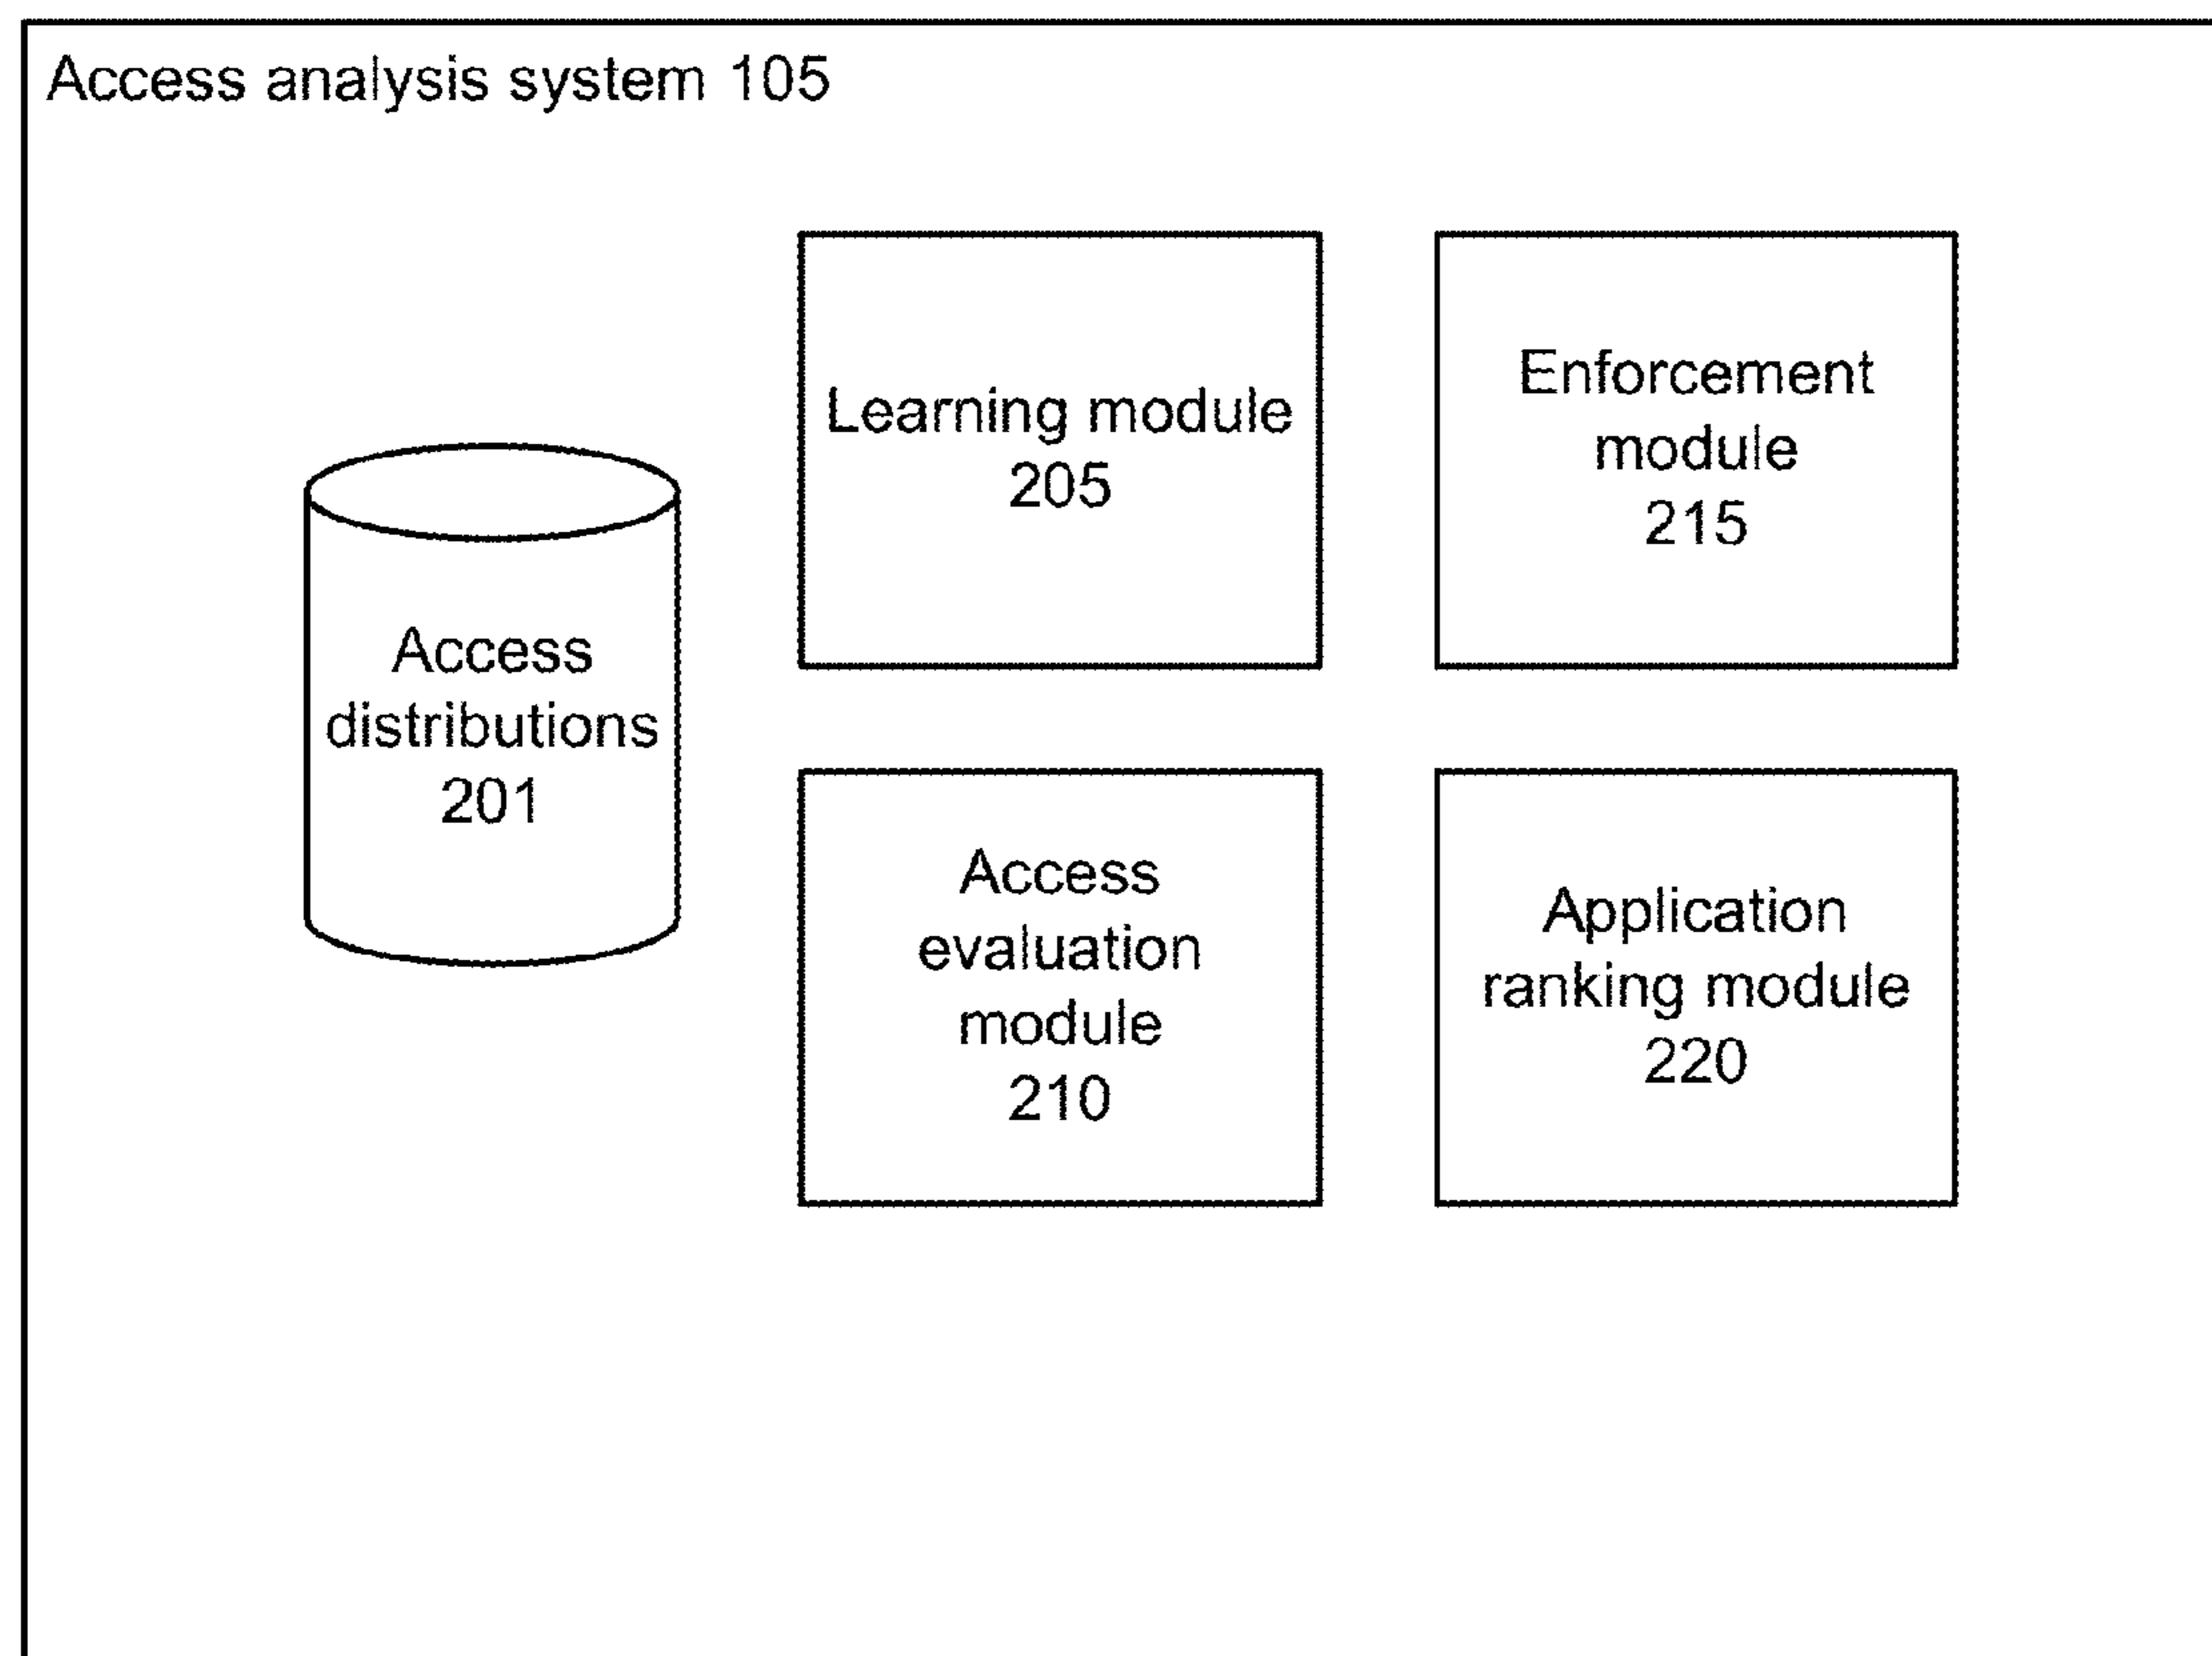 Access analysis system 105
Learning module
205
Enforcement
module
215
Access
distributions
201
Access
evaluation
module
210
Application
ranking module
220